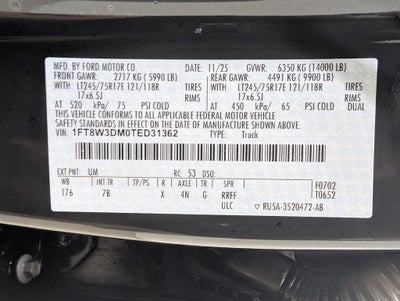 MFD. BY FORD MOTOR CO. 11/25 GVWR: 6350 KG (14000 LB)
FRONT GAWR: 2717 KG (5990 LB) REAR GAWR: 4491 KG (9900 LB)
WITH LT245/75R17E 121/118R TIRES WITH LT245/75R17E 121/118R TIRES
17x6.5J RIMS 17x6.5J RIMS
AT 520 kPa/ 75 PSI COLD AT 450 kPa/ 65 PSI COLD DUAL
THIS VEHICLE CONFORMS TO ALL APPLICABLE FEDERAL MOTOR VEHICLE
SAFETY STANDARDS IN EFFECT ON THE DATE OF MANUFACTURE SHOWN ABOVE.
VIN: 1FT8W3DM0TED31362 TYPE: Truck
EXT PNT: UM RC: 53 DSO:
WB INT TR TP/PS R AXLE TR SPR F0702
176 7B X 4N G RRFF T0652
ULC RU5A-3520472-AB